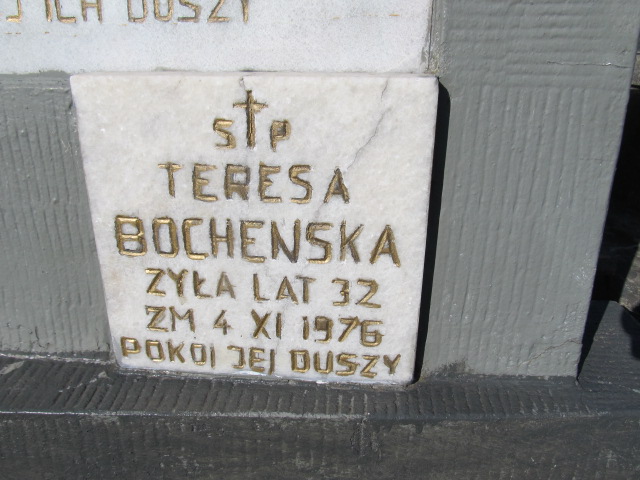 ICH DUSZY
S P
TERESA
BOCHENSKA
ZYŁA LAT 32
ZM 4 XI 1976
POKOJ JEJ DUSZY